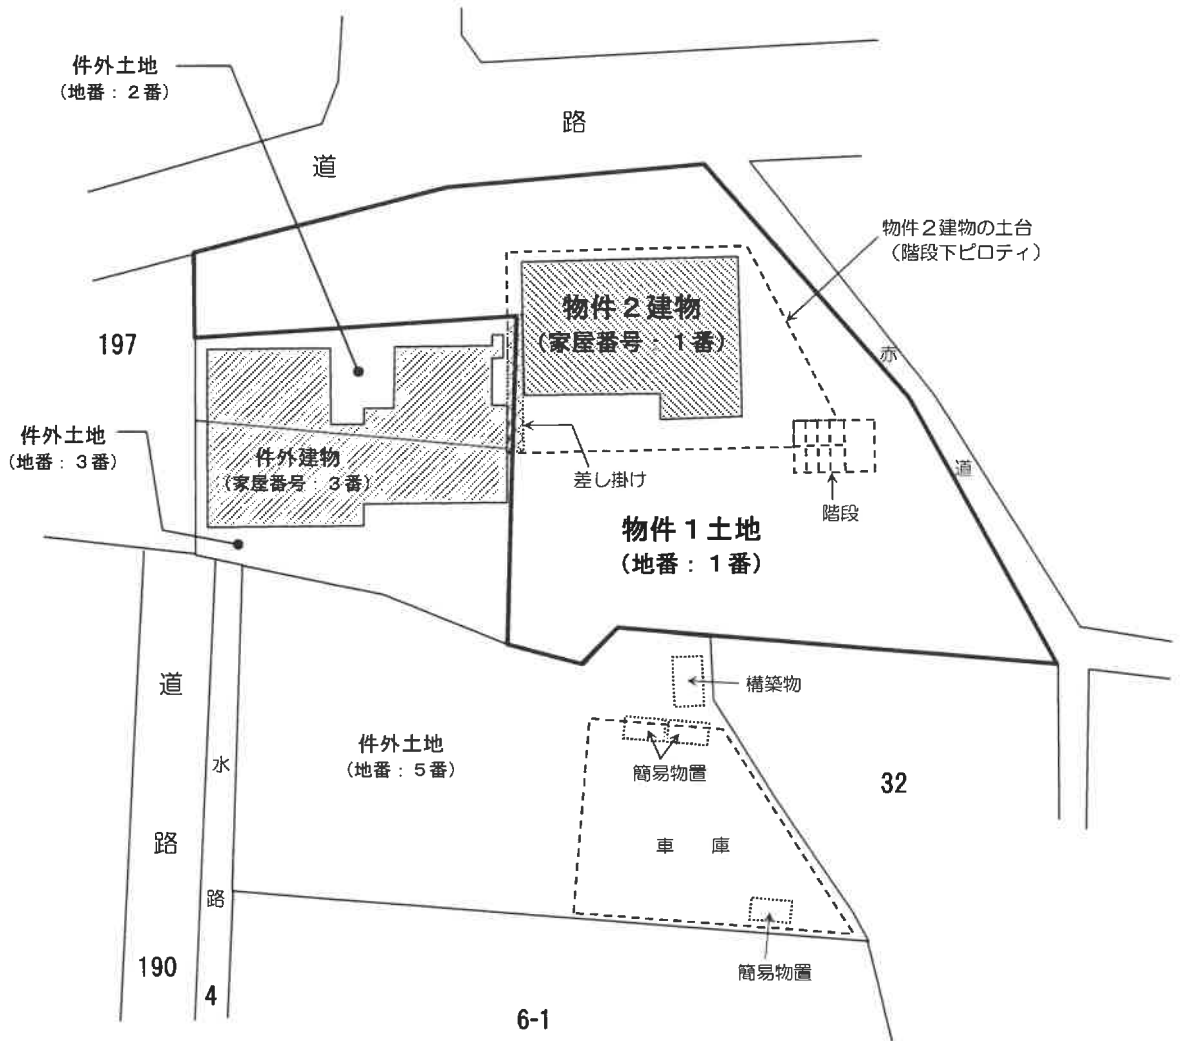 件外土地
(地番：2番)
路
道
物件2建物の土台
(階段下ピロティ)
物件2建物
(家屋番号：1番)
197
赤
道
件外土地
(地番：3番)
件外建物
(家屋番号：3番)
差し掛け
階段
物件1土地
(地番：1番)
道
路
構築物
件外土地
(地番：5番)
水
路
簡易物置
32
車庫
簡易物置
190
4
6-1